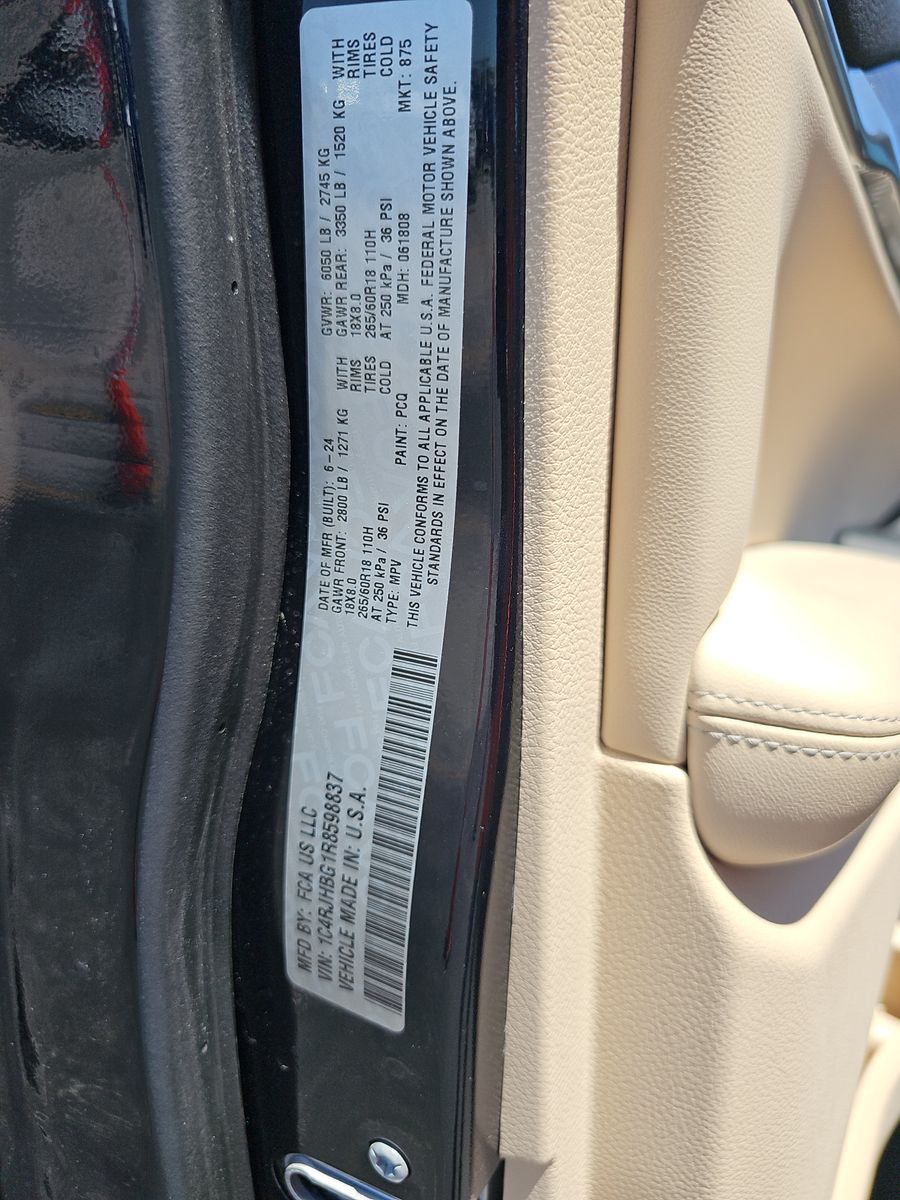 MFD BY: FCA US LLC
VIN: 1C4RJHBG1R8598837
VEHICLE MADE IN: U.S.A.
DATE OF MFR (BUILT): 6-24 GVWR: 6050 LB / 2745 KG
GAWR FRONT: 2800 LB / 1271 KG WITH GAWR REAR: 3350 LB / 1520 KG WITH
18X8.0 RIMS 18X8.0 RIMS
265/60R18 110H TIRES 265/60R18 110H TIRES
AT 250 kPa / 36 PSI COLD AT 250 kPa / 36 PSI COLD
TYPE: MPV PAINT: PCQ MDH: 061808 MKT: 875
THIS VEHICLE CONFORMS TO ALL APPLICABLE U.S.A. FEDERAL MOTOR VEHICLE SAFETY
STANDARDS IN EFFECT ON THE DATE OF MANUFACTURE SHOWN ABOVE.